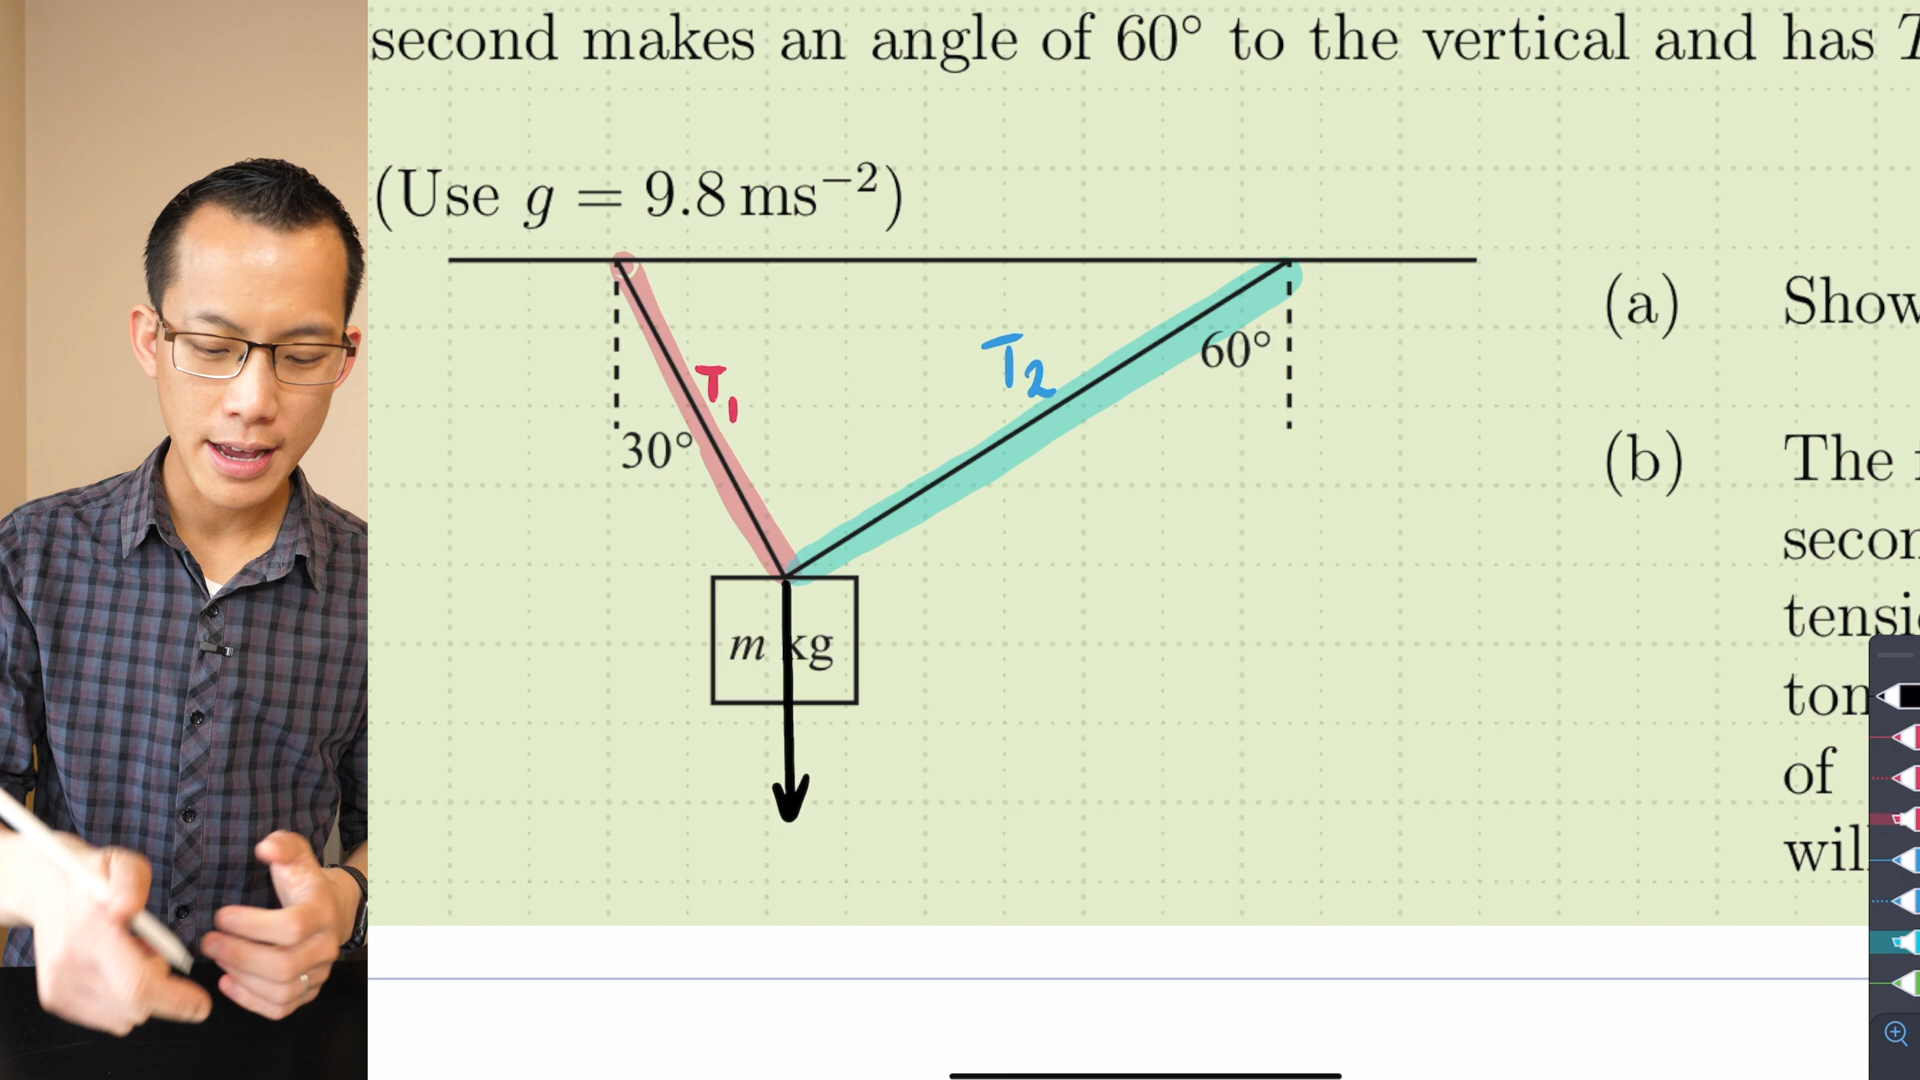 second makes an angle of 60° to the vertical and has T
(Use g = 9.8 ms⁻²)
T₁
T₂
30°
60°
m kg
(a) Show
(b) The
secon
tensi
ton
of
wil